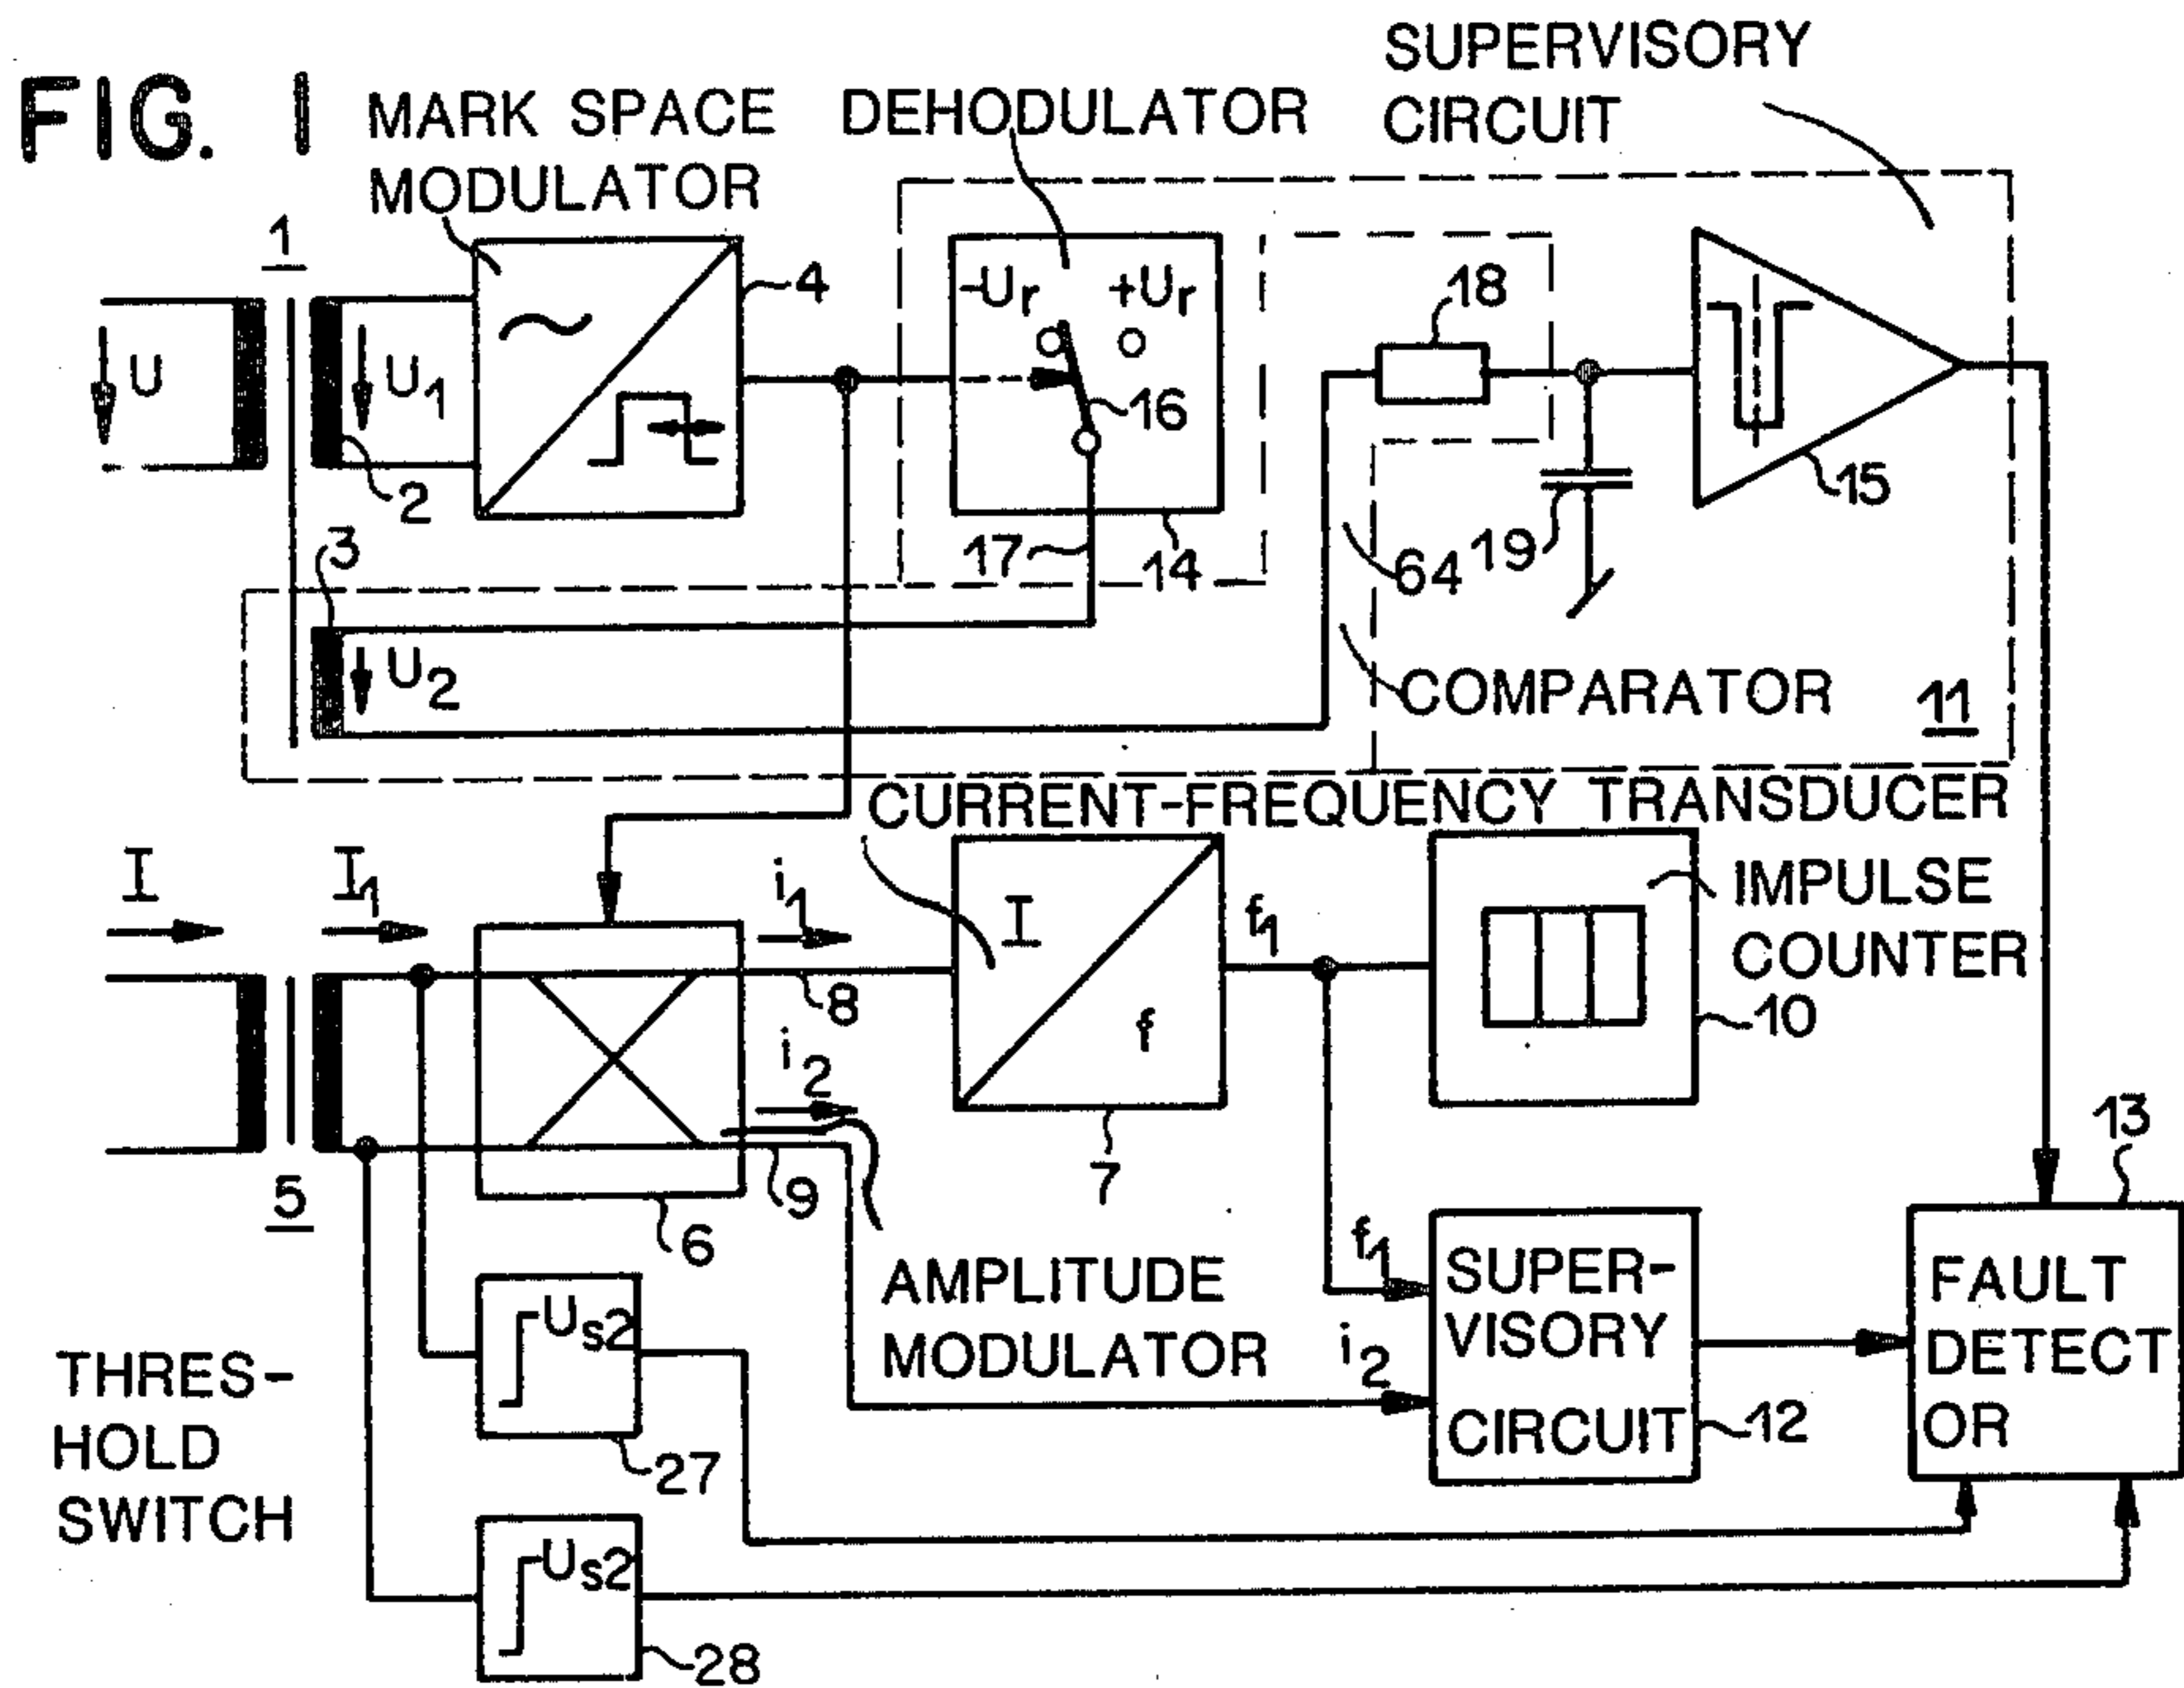 FIG. 1
MARK SPACE
MODULATOR
DEHODULATOR
SUPERVISORY
CIRCUIT
1
4
-Ur
+Ur
18
U
U1
16
2
15
3
17
14
64
19
U2
COMPARATOR
11
CURRENT-FREQUENCY TRANSDUCER
I
I1
i1
I
f1
IMPULSE
COUNTER
8
10
i2
f
13
7
5
9
6
f1
SUPER-
VISORY
CIRCUIT
FAULT
DETECT
OR
AMPLITUDE
MODULATOR
Us2
i2
THRES-
HOLD
SWITCH
12
27
Us2
28